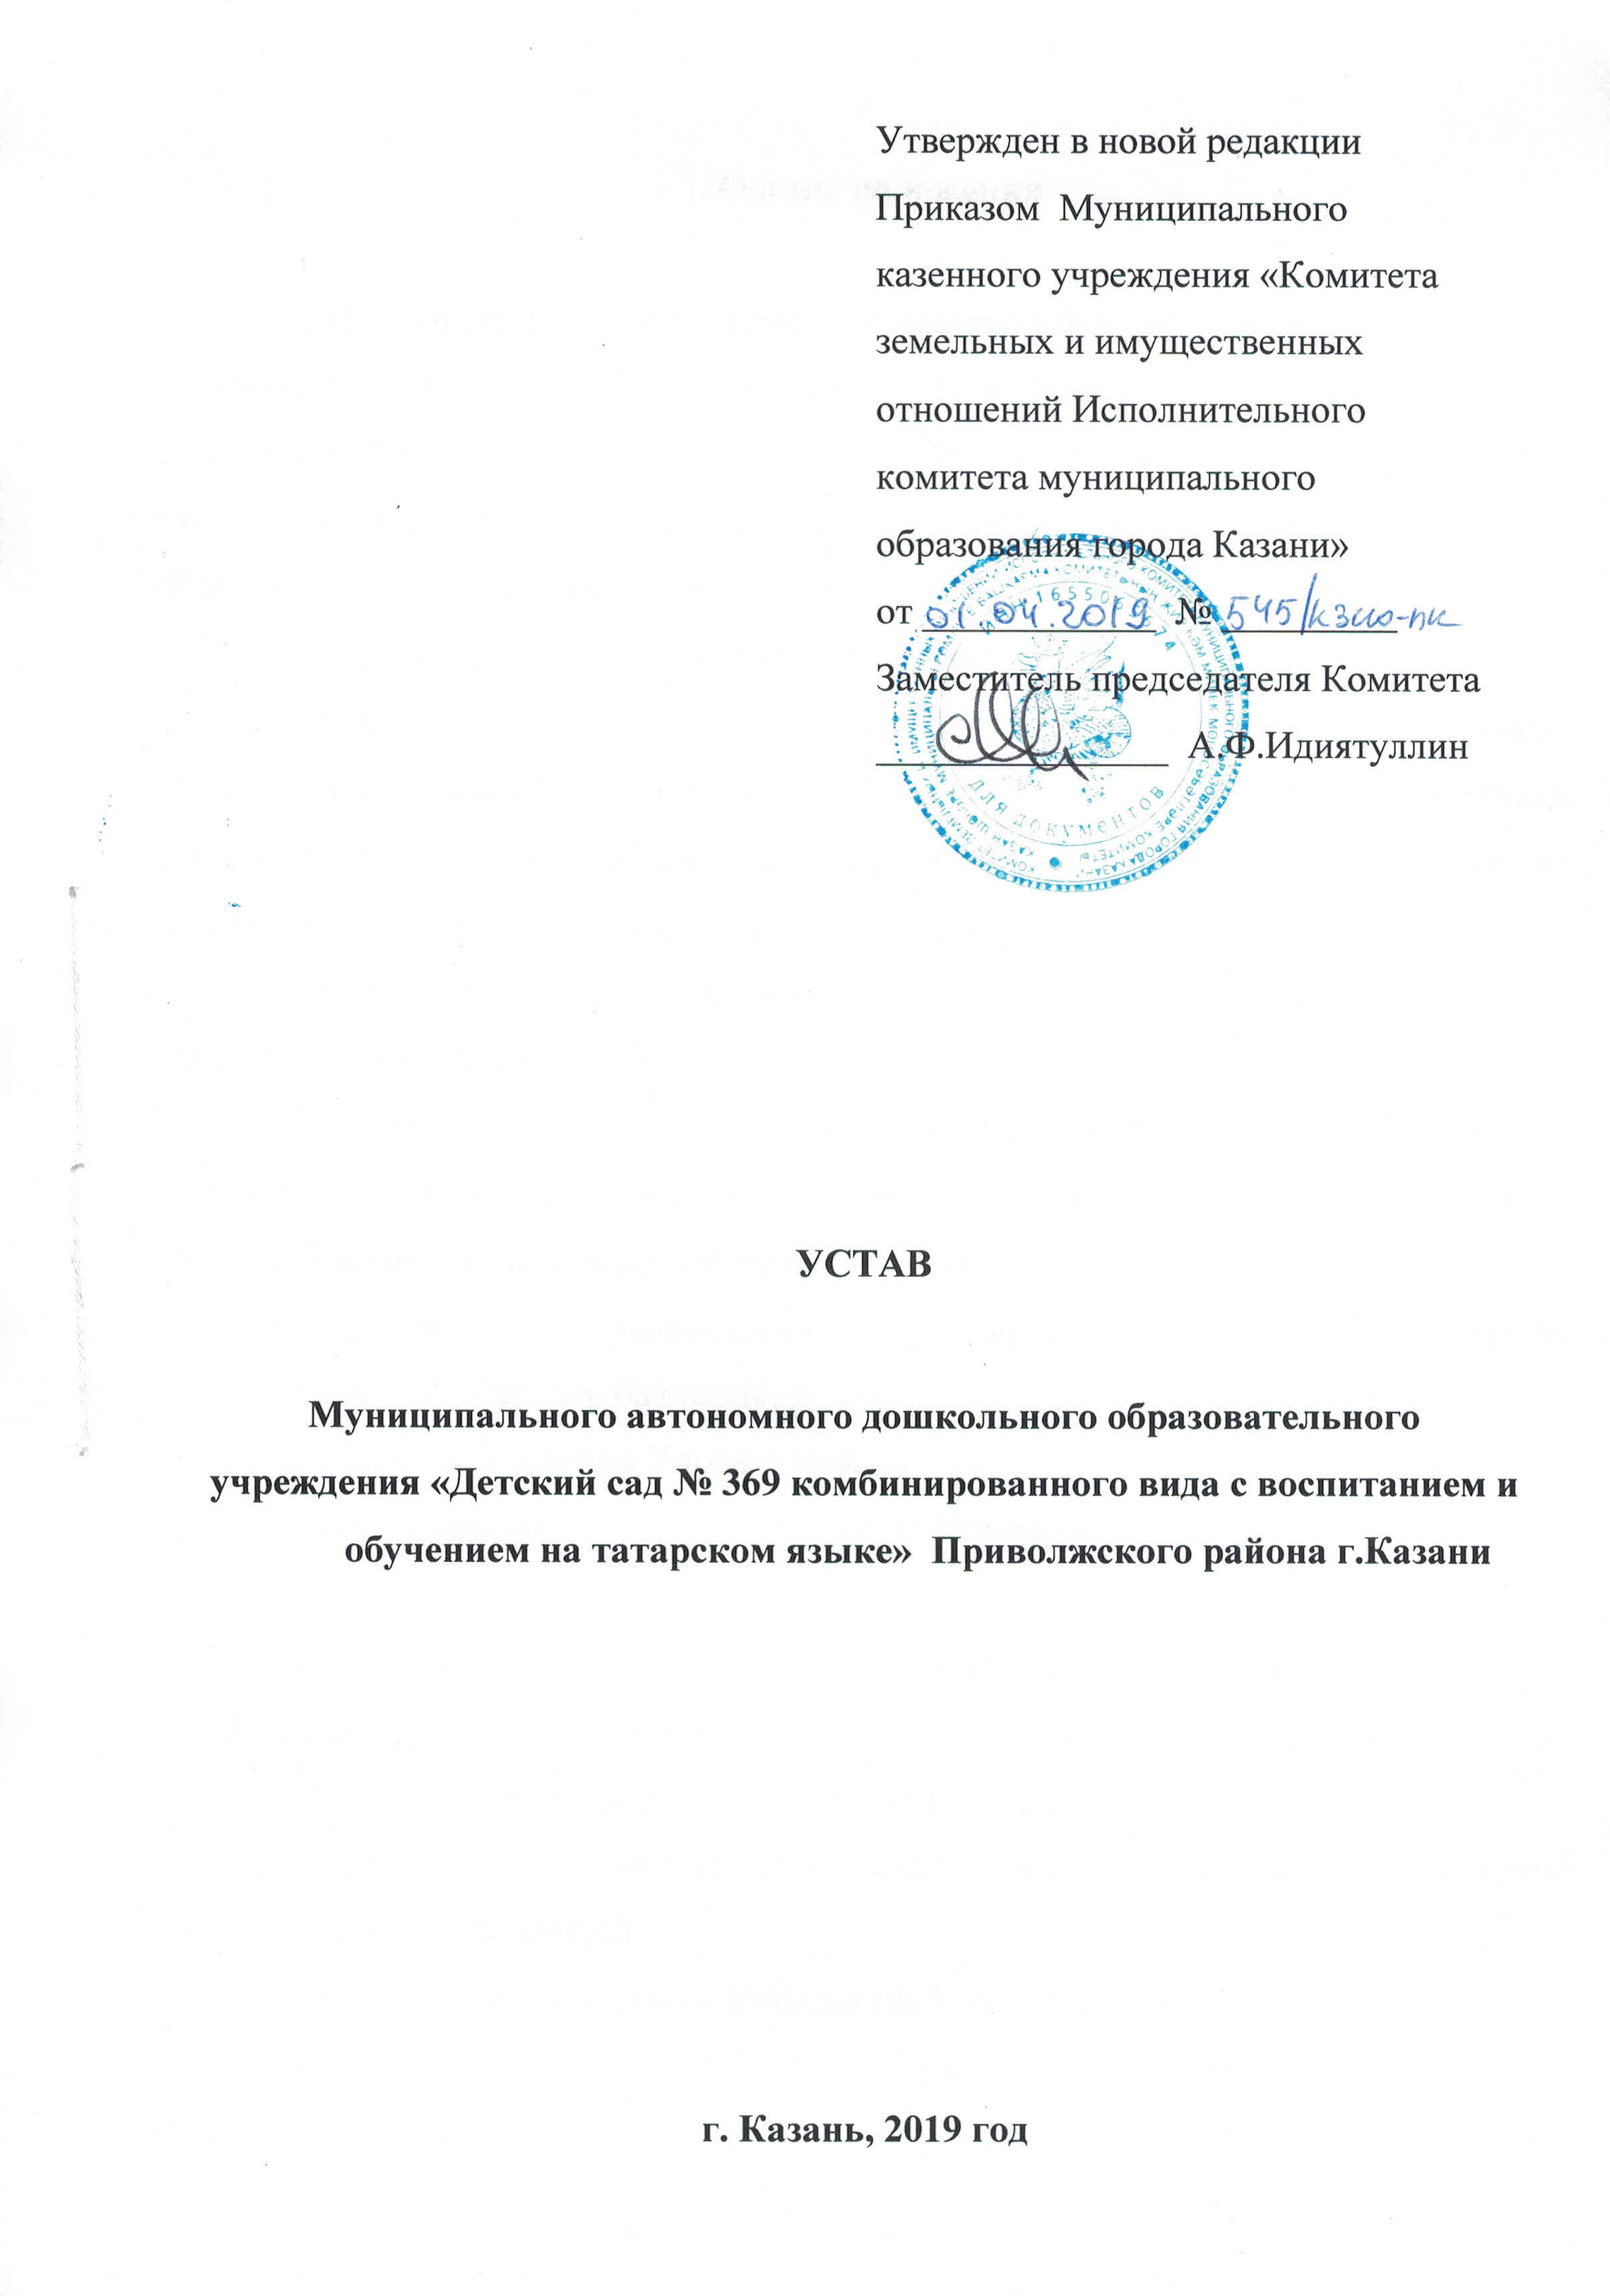 Утвержден в новой редакции
Приказом Муниципального
казенного учреждения «Комитета
земельных и имущественных
отношений Исполнительного
комитета муниципального
образования города Казани»
от 01.04.2019 № 545/кзио-пк
Заместитель председателя Комитета
А.Ф.Идиятуллин
для документов
УСТАВ
Муниципального автономного дошкольного образовательного
учреждения «Детский сад № 369 комбинированного вида с воспитанием и
обучением на татарском языке» Приволжского района г.Казани
г. Казань, 2019 год